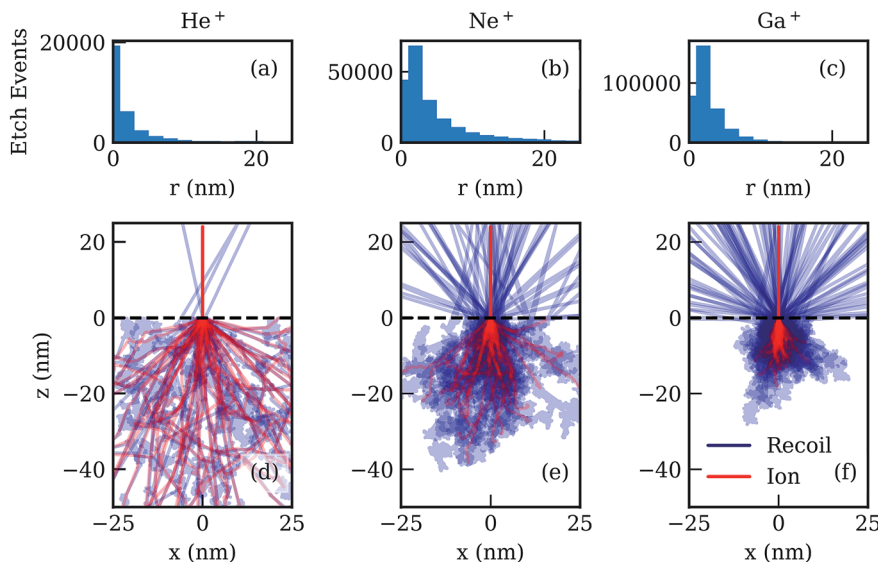 He+ Ne+ Ga+
Etch Events
20000
0
(a)
0 20
r (nm)
50000
0
(b)
0 20
r (nm)
100000
0
(c)
0 20
r (nm)
z (nm)
20
0
−20
−40
(d)
−25 0 25
x (nm)
20
0
−20
−40
(e)
−25 0 25
x (nm)
20
0
−20
−40
Recoil
Ion
(f)
−25 0 25
x (nm)